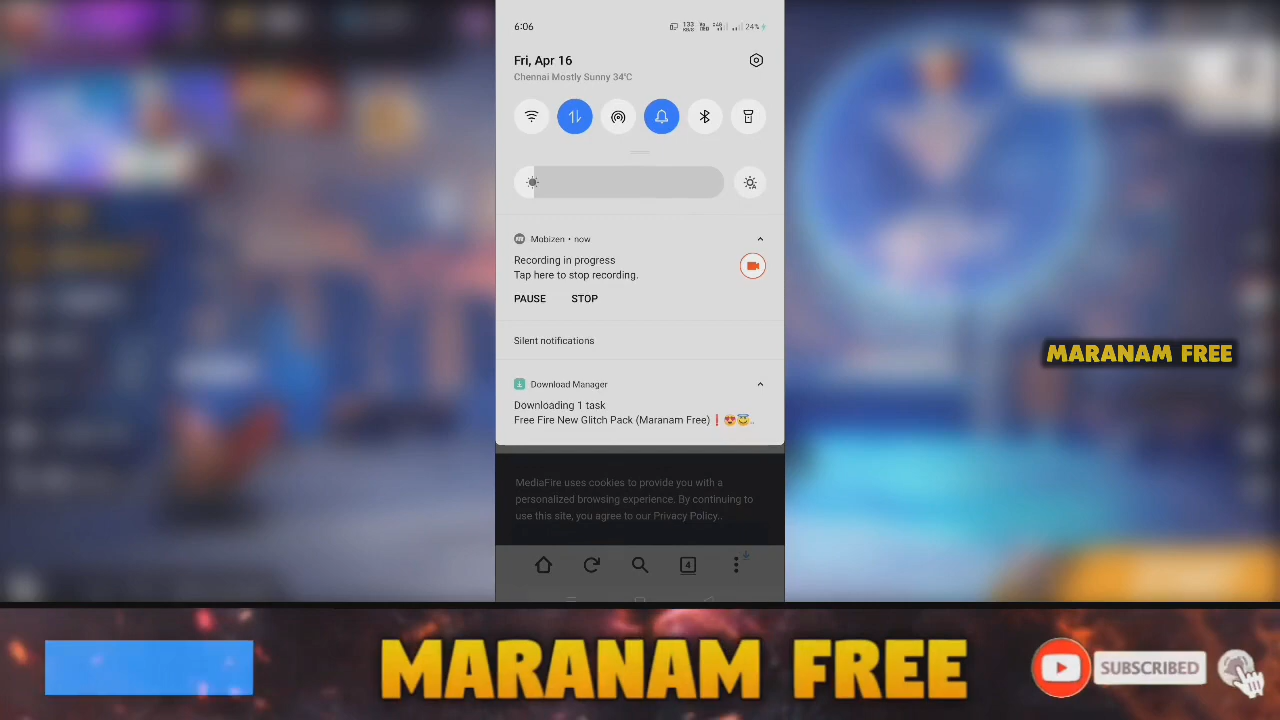 6:06
24%
Fri, Apr 16
Chennai Mostly Sunny 34°C
Mobizen • now
Recording in progress
Tap here to stop recording.
PAUSE STOP
Silent notifications
Download Manager
Downloading 1 task
Free Fire New Glitch Pack (Maranam Free)❗😍😇..
MediaFire uses cookies to provide you with a
personalized browsing experience. By continuing to
use this site, you agree to our Privacy Policy..
4
MARANAM FREE
MARANAM FREE
SUBSCRIBED